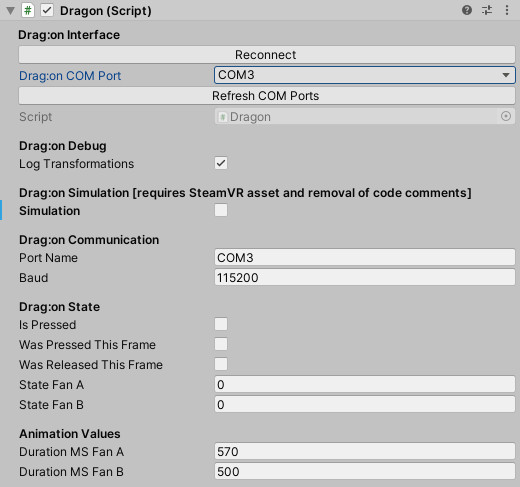 Dragon (Script)
Drag:on Interface
Reconnect
Drag:on COM Port COM3
Refresh COM Ports
Script Dragon
Drag:on Debug
Log Transformations
Drag:on Simulation [requires SteamVR asset and removal of code comments]
Simulation
Drag:on Communication
Port Name COM3
Baud 115200
Drag:on State
Is Pressed
Was Pressed This Frame
Was Released This Frame
State Fan A 0
State Fan B 0
Animation Values
Duration MS Fan A 570
Duration MS Fan B 500